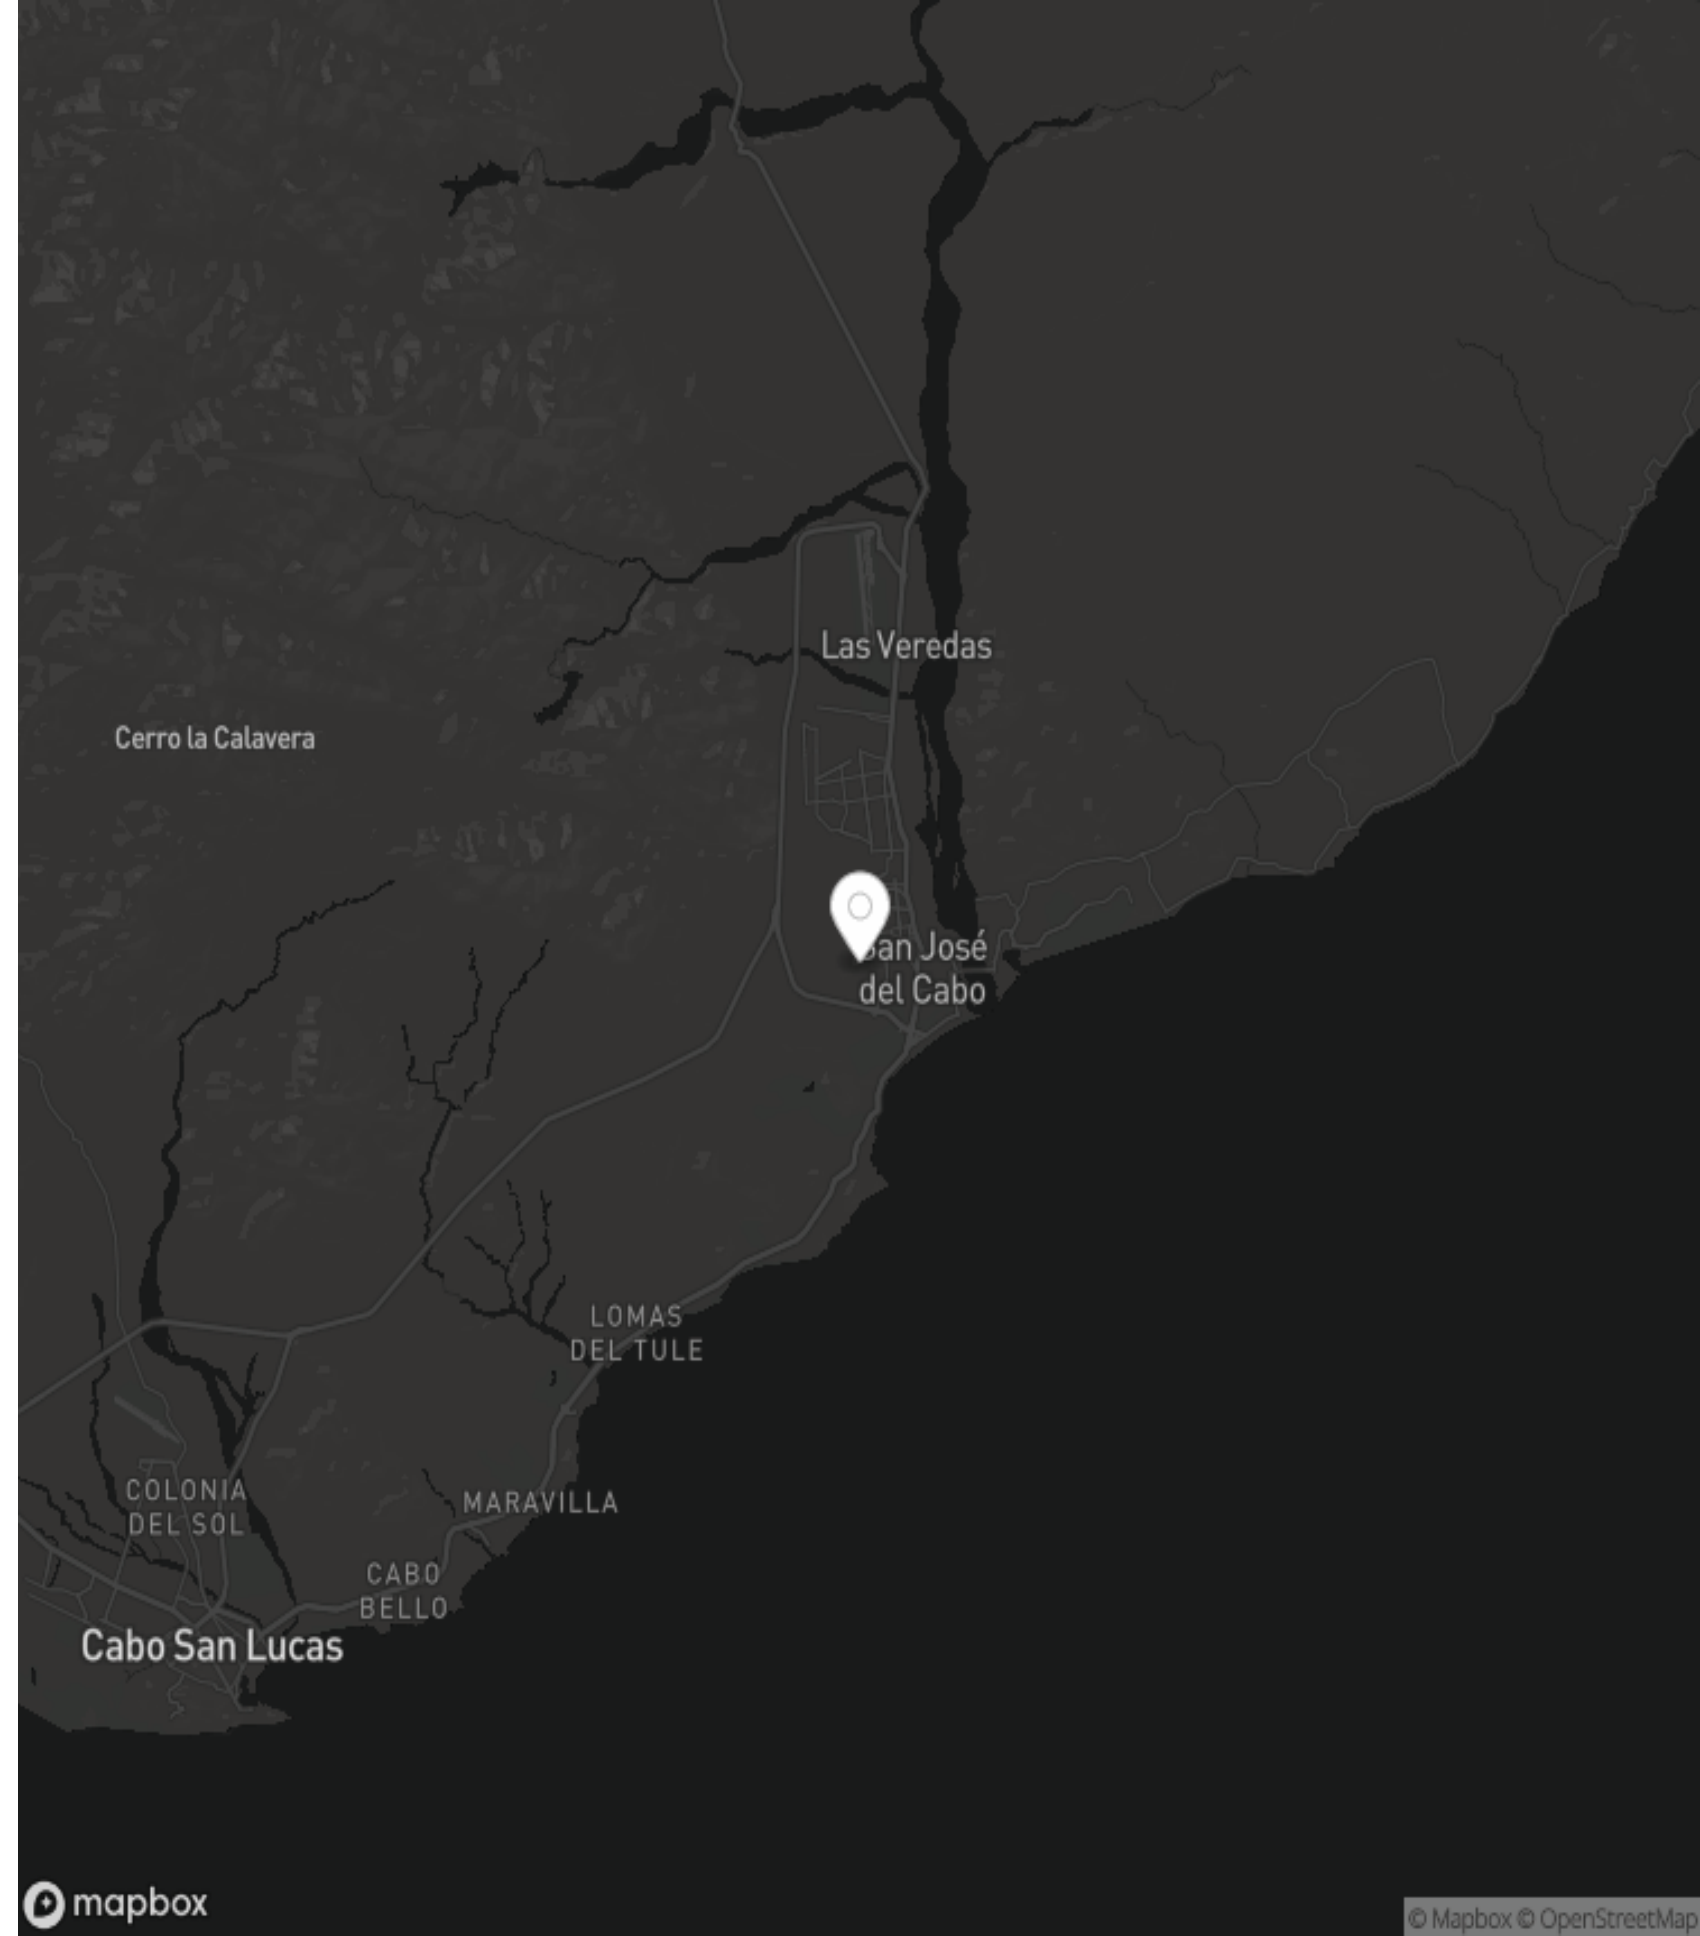 Las Veredas
Cerro la Calavera
San José
del Cabo
LOMAS
DEL TULE
COLONIA
DEL SOL
MARAVILLA
CABO
BELLO
Cabo San Lucas
mapbox
© Mapbox © OpenStreetMap